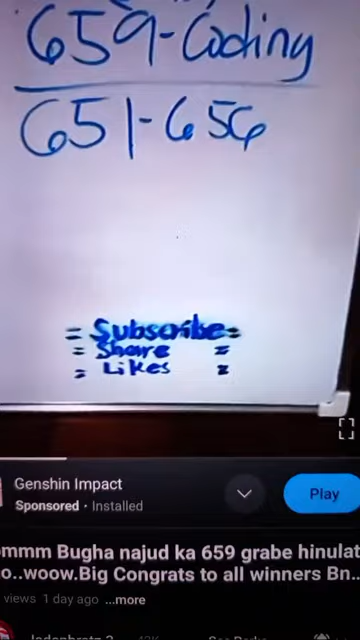 659-Coding
651-656
= Subscribe=
= Share =
= Likes =
Genshin Impact
Sponsored · Installed
Play
mmm Bugha najud ka 659 grabe hinulat
o..woow.Big Congrats to all winners Bn...
views 1 day ago ...more